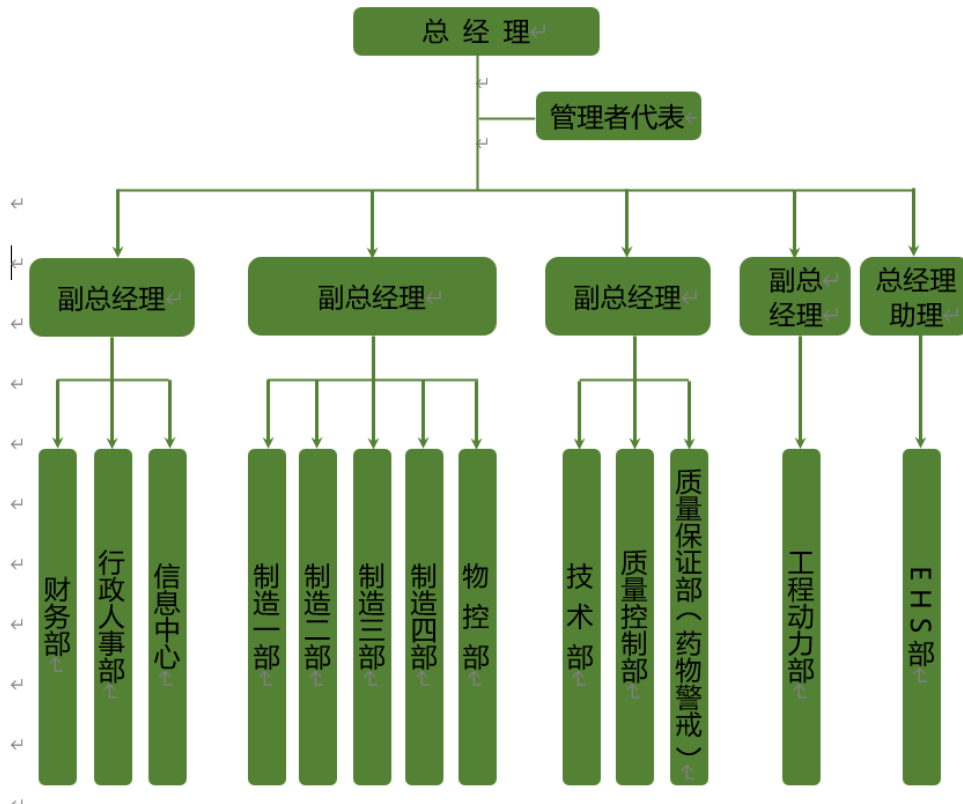 总经理
管理者代表
副总经理
副总经理
副总经理
副总
经理
总经理
助理
财务部
行政人事部
信息中心
制造一部
制造二部
制造三部
制造四部
物控部
技术部
质量控制部
质量保证部（药物警戒）
工程动力部
EHS部